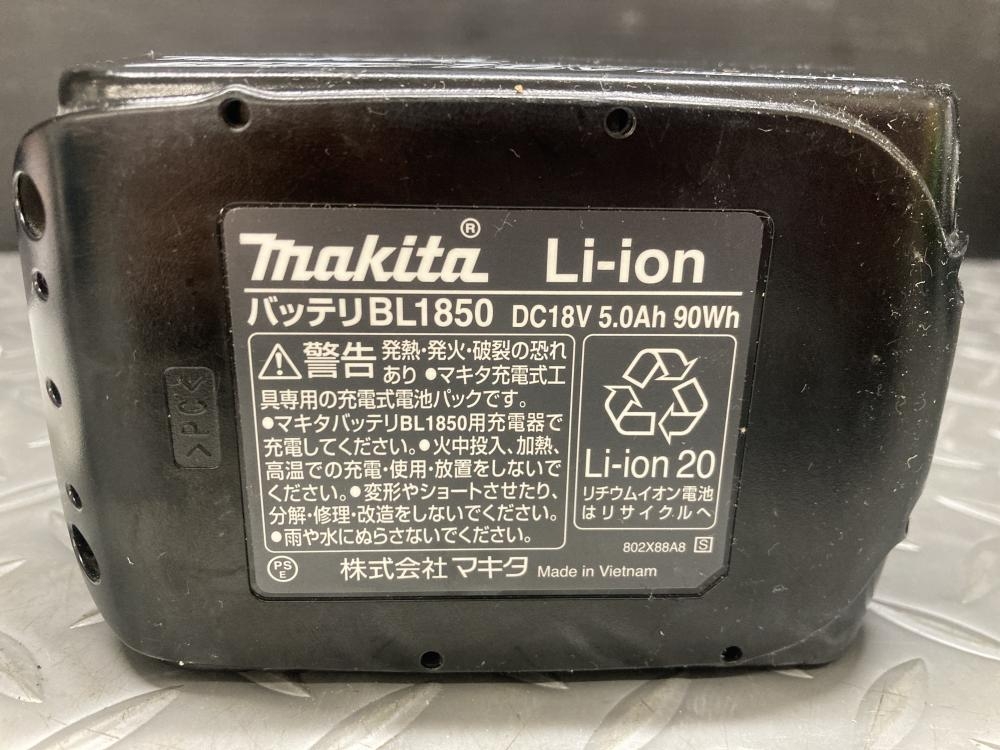 makita® Li-ion
バッテリBL1850 DC18V 5.0Ah 90Wh
⚠警告 発熱・発火・破裂の恐れ
あり ●マキタ充電式工
具専用の充電式電池パックです。
●マキタバッテリBL1850用充電器で
充電してください。●火中投入、加熱、
高温での充電・使用・放置をしないで
ください。●変形やショートさせたり、
分解・修理・改造をしないでください。
●雨や水にぬらさないでください。
Li-ion 20
リチウムイオン電池
はリサイクルへ
802X88A8 S
PS
E
株式会社 マキタ Made in Vietnam
>PC<